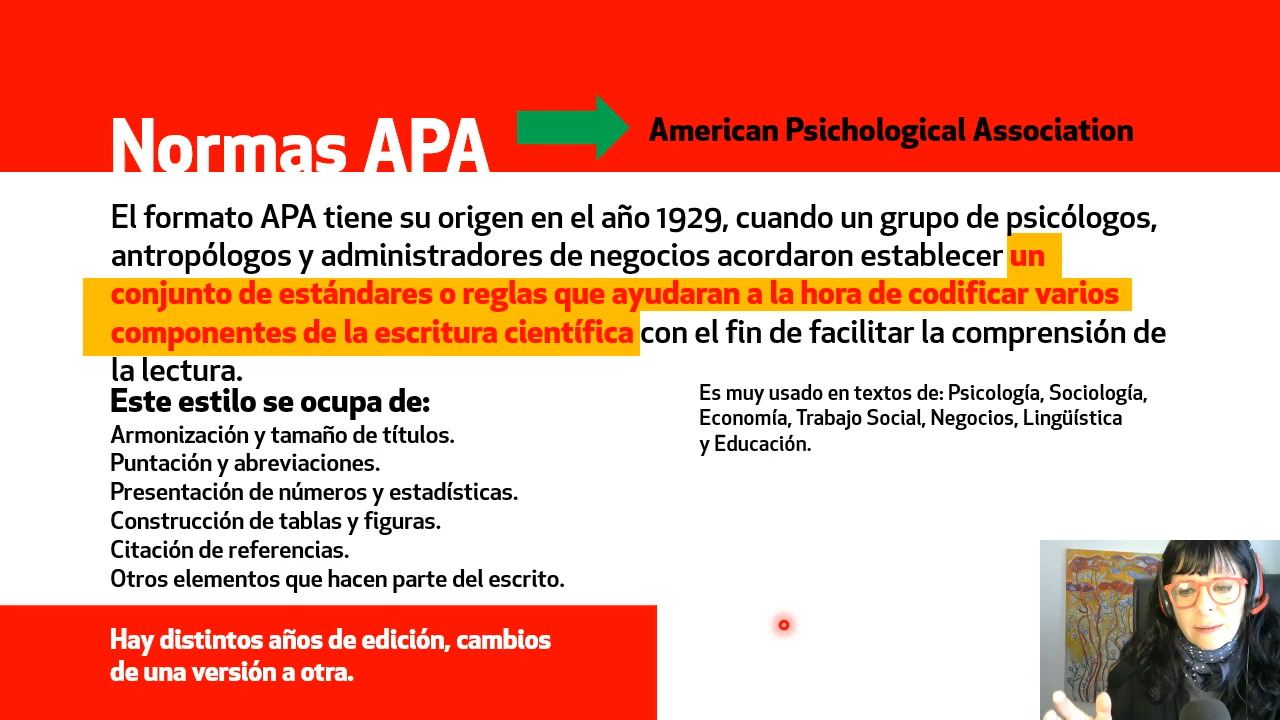 Normas APA
American Psichological Association
El formato APA tiene su origen en el año 1929, cuando un grupo de psicólogos,
antropólogos y administradores de negocios acordaron establecer un
conjunto de estándares o reglas que ayudaran a la hora de codificar varios
componentes de la escritura científica con el fin de facilitar la comprensión de
la lectura.
Este estilo se ocupa de:
Armonización y tamaño de títulos.
Puntación y abreviaciones.
Presentación de números y estadísticas.
Construcción de tablas y figuras.
Citación de referencias.
Otros elementos que hacen parte del escrito.
Es muy usado en textos de: Psicología, Sociología,
Economía, Trabajo Social, Negocios, Lingüística
y Educación.
Hay distintos años de edición, cambios
de una versión a otra.